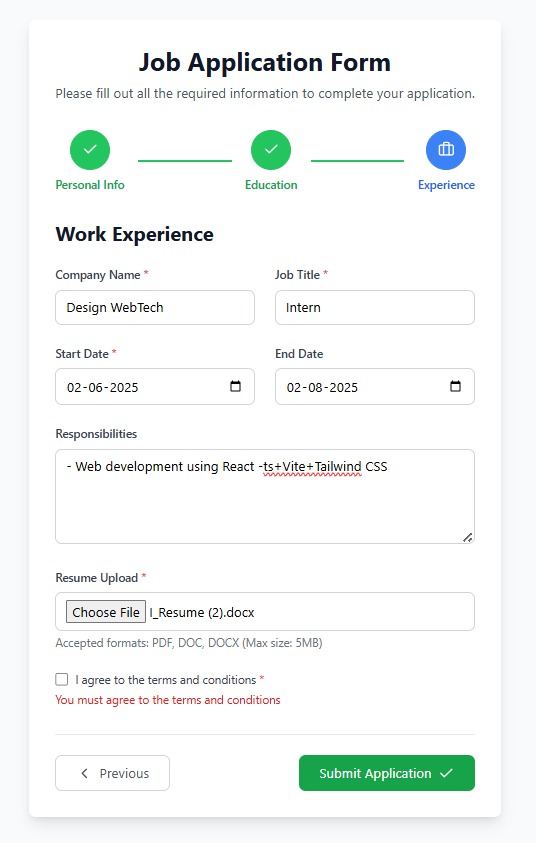 Job Application Form
Please fill out all the required information to complete your application.
Personal Info
Education
Experience
Work Experience
Company Name *
Job Title *
Design WebTech
Intern
Start Date *
End Date
02-06-2025
02-08-2025
Responsibilities
- Web development using React -ts+Vite+Tailwind CSS
Resume Upload *
Choose File I_Resume (2).docx
Accepted formats: PDF, DOC, DOCX (Max size: 5MB)
I agree to the terms and conditions *
You must agree to the terms and conditions
Previous
Submit Application